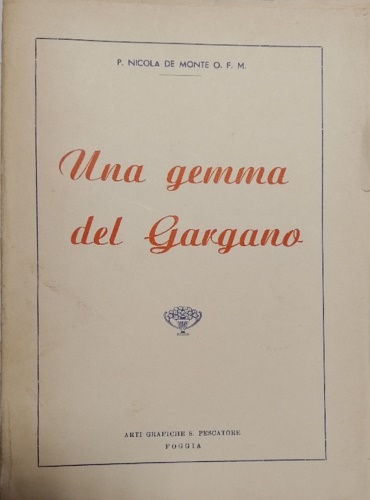 P. NICOLA DE MONTE O. F. M.
Una gemma
del Gargano
ARTI GRAFICHE S. PESCATORE
FOGGIA